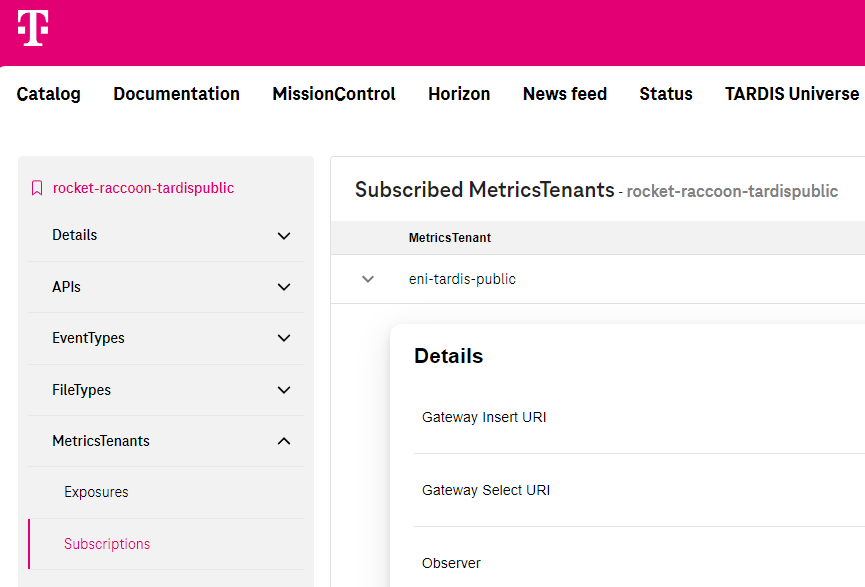 T
Catalog Documentation MissionControl Horizon News feed Status TARDIS Universe
rocket-raccoon-tardispublic
Details
APIs
EventTypes
FileTypes
MetricsTenants
Exposures
Subscriptions
Subscribed MetricsTenants - rocket-raccoon-tardispublic
MetricsTenant
eni-tardis-public
Details
Gateway Insert URI
Gateway Select URI
Observer